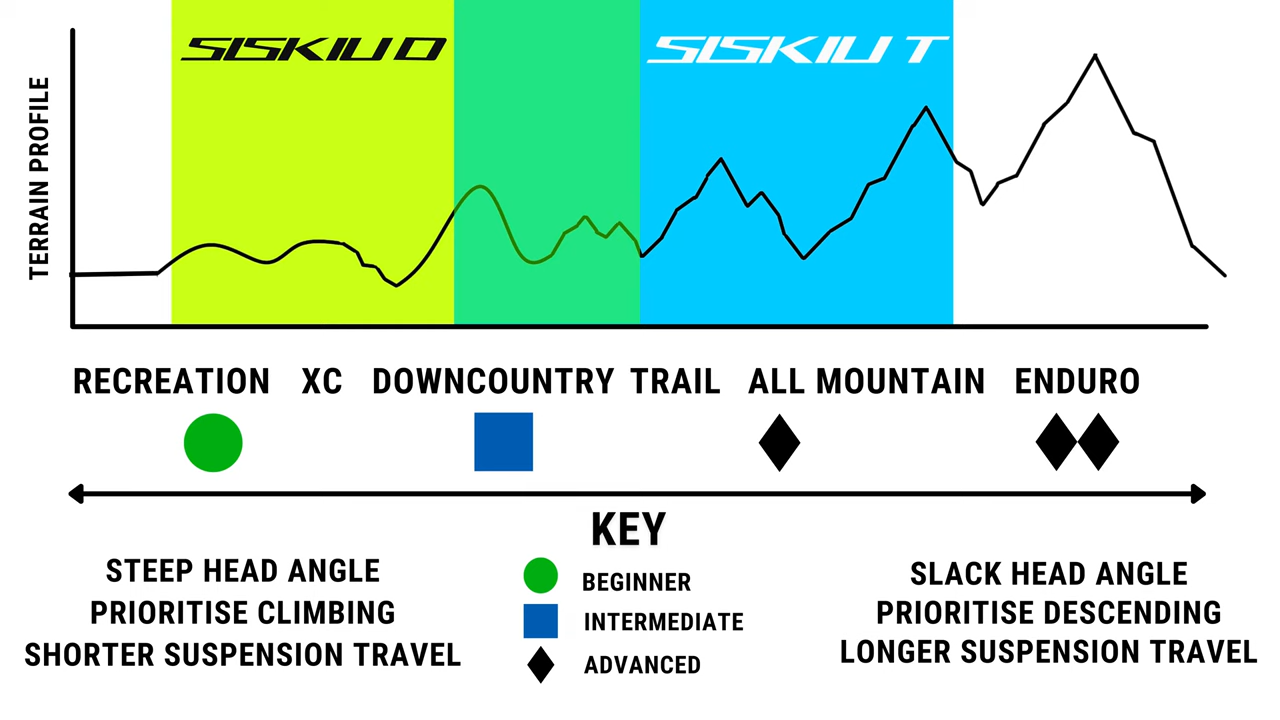 SISKIU D
SISKIU T
TERRAIN PROFILE
RECREATION XC DOWNCOUNTRY TRAIL ALL MOUNTAIN ENDURO
KEY
STEEP HEAD ANGLE
PRIORITISE CLIMBING
SHORTER SUSPENSION TRAVEL
BEGINNER
INTERMEDIATE
ADVANCED
SLACK HEAD ANGLE
PRIORITISE DESCENDING
LONGER SUSPENSION TRAVEL